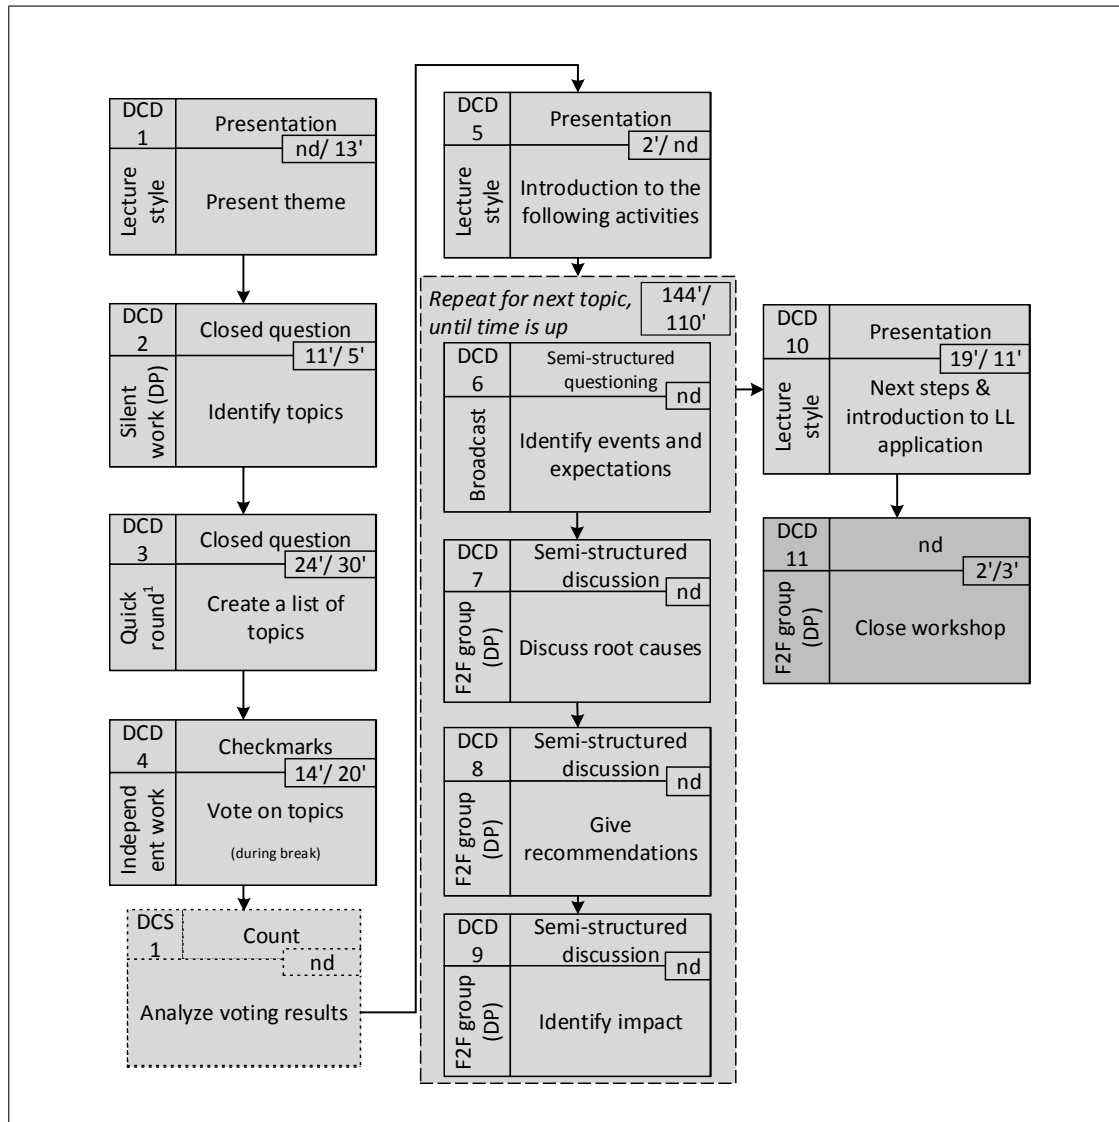 DCD
1
Presentation
nd/ 13'
Lecture
style
Present theme
DCD
2
Closed question
11'/ 5'
Silent
work (DP)
Identify topics
DCD
3
Closed question
24'/ 30'
Quick
round1
Create a list of
topics
DCD
4
Checkmarks
14'/ 20'
Independ
ent work
Vote on topics
(during break)
DCS
1
Count
nd
Analyze voting results
DCD
5
Presentation
2'/ nd
Lecture
style
Introduction to the
following activities
Repeat for next topic,
until time is up
144'/
110'
DCD
6
Semi-structured
questioning
nd
Broadcast
Identify events and
expectations
DCD
7
Semi-structured
discussion
nd
F2F group
(DP)
Discuss root causes
DCD
8
Semi-structured
discussion
nd
F2F group
(DP)
Give
recommendations
DCD
9
Semi-structured
discussion
nd
F2F group
(DP)
Identify impact
DCD
10
Presentation
19'/ 11'
Lecture
style
Next steps &
introduction to LL
application
DCD
11
nd
2'/3'
F2F group
(DP)
Close workshop